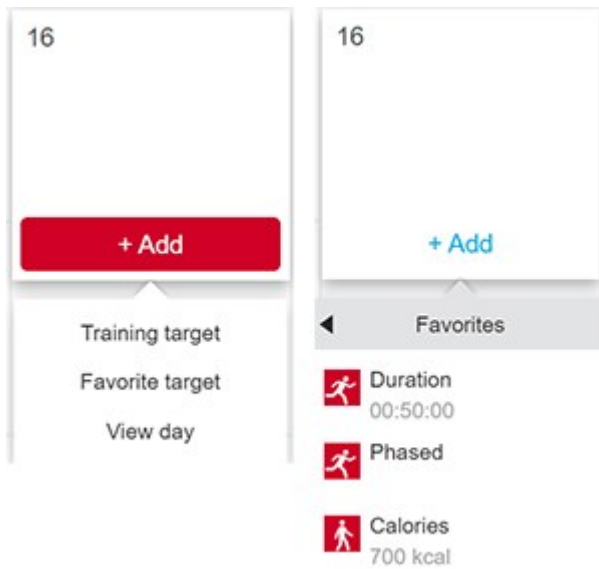 16
+ Add
Training target
Favorite target
View day
16
+ Add
Favorites
Duration
00:50:00
Phased
Calories
700 kcal